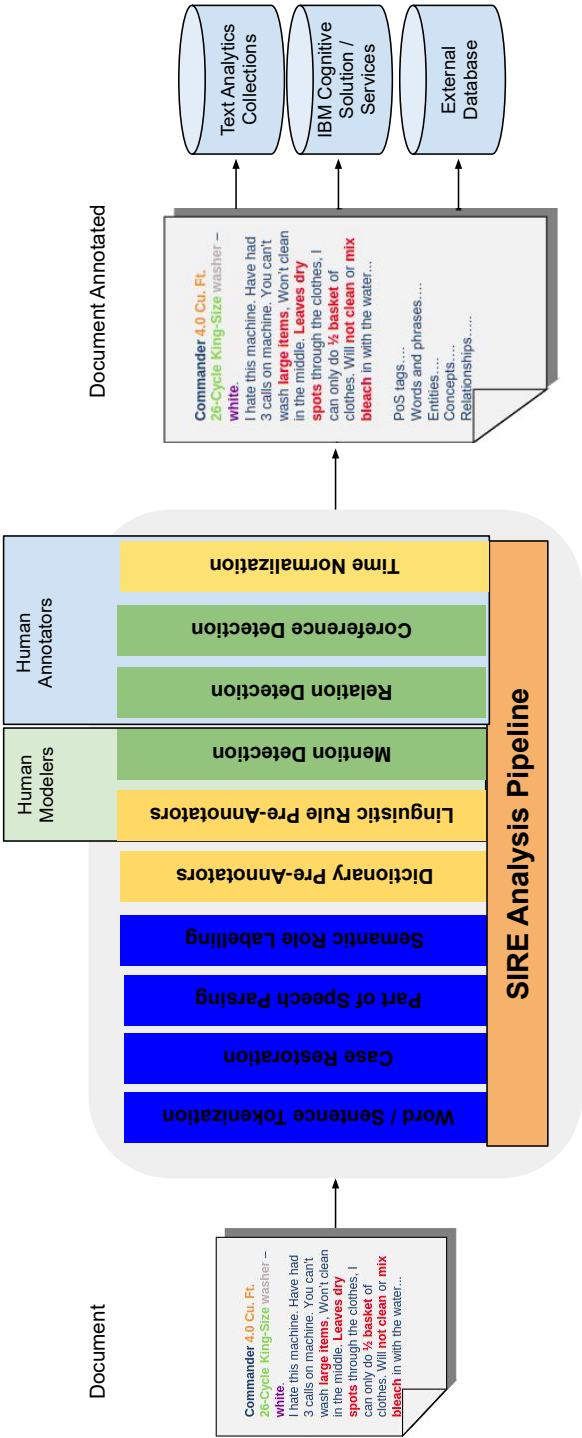 Document
Commander 4.0 Cu. Ft.
26-Cycle King-Size washer –
white.
I hate this machine. Have had
3 calls on machine. You can't
wash large items, Won't clean
in the middle. Leaves dry
spots through the clothes, I
can only do ½ basket of
clothes. Will not clean or mix
bleach in with the water...
Word / Sentence Tokenization
Case Restoration
Part of Speech Parsing
Semantic Role Labelling
Dictionary Pre-Annotators
Human
Modelers
Linguistic Rule Pre-Annotators
Mention Detection
Human
Annotators
Relation Detection
Coreference Detection
Time Normalization
SIRE Analysis Pipeline
Document Annotated
Commander 4.0 Cu. Ft.
26-Cycle King-Size washer –
white.
I hate this machine. Have had
3 calls on machine. You can't
wash large items, Won't clean
in the middle. Leaves dry
spots through the clothes, I
can only do ½ basket of
clothes. Will not clean or mix
bleach in with the water...
PoS tags....
Words and phrases....
Entities....
Concepts....
Relationships.....
Text Analytics
Collections
IBM Cognitive
Solution /
Services
External
Database